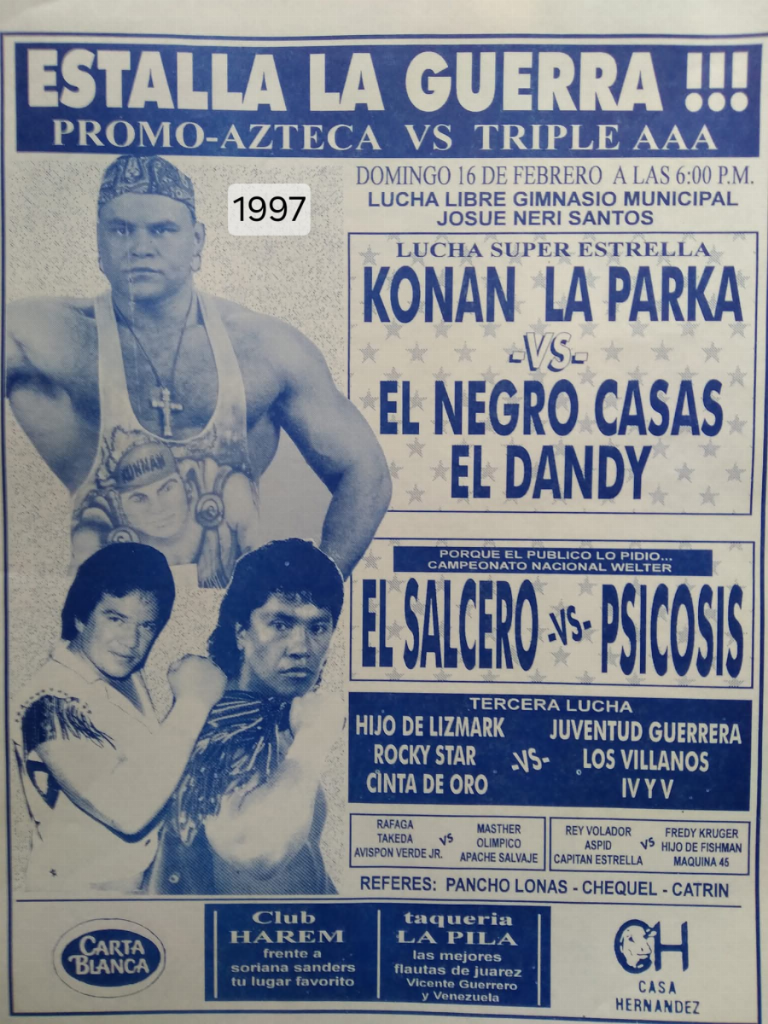 ESTALLA LA GUERRA !!!
PROMO-AZTECA VS TRIPLE AAA
1997
DOMINGO 16 DE FEBRERO A LAS 6:00 P.M.
LUCHA LIBRE GIMNASIO MUNICIPAL
JOSUE NERI SANTOS
LUCHA SUPER ESTRELLA
KONAN LA PARKA
-VS-
EL NEGRO CASAS
EL DANDY
KONNAN
PORQUE EL PUBLICO LO PIDIO...
CAMPEONATO NACIONAL WELTER
EL SALCERO -VS- PSICOSIS
TERCERA LUCHA
HIJO DE LIZMARK
ROCKY STAR
CINTA DE ORO
-VS-
JUVENTUD GUERRERA
LOS VILLANOS
IV Y V
RAFAGA
TAKEDA
AVISPON VERDE JR.
VS
MASTHER
OLIMPICO
APACHE SALVAJE
REY VOLADOR
ASPID
CAPITAN ESTRELLA
VS
FREDY KRUGER
HIJO DE FISHMAN
MAQUINA 45
REFERES: PANCHO LONAS - CHEQUEL - CATRIN
CARTA
BLANCA
Club
HAREM
frente a
soriana sanders
tu lugar favorito
taqueria
LA PILA
las mejores
flautas de juarez
Vicente Guerrero
y Venezuela
CH
CASA
HERNANDEZ